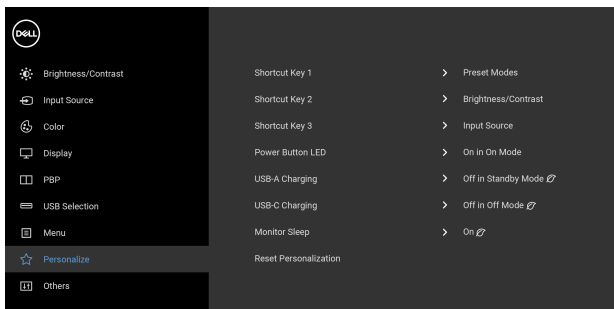 DELL
Brightness/Contrast
Input Source
Color
Display
PBP
USB Selection
Menu
Personalize
Others
Shortcut Key 1 Preset Modes
Shortcut Key 2 Brightness/Contrast
Shortcut Key 3 Input Source
Power Button LED On in On Mode
USB-A Charging Off in Standby Mode
USB-C Charging Off in Off Mode
Monitor Sleep On
Reset Personalization